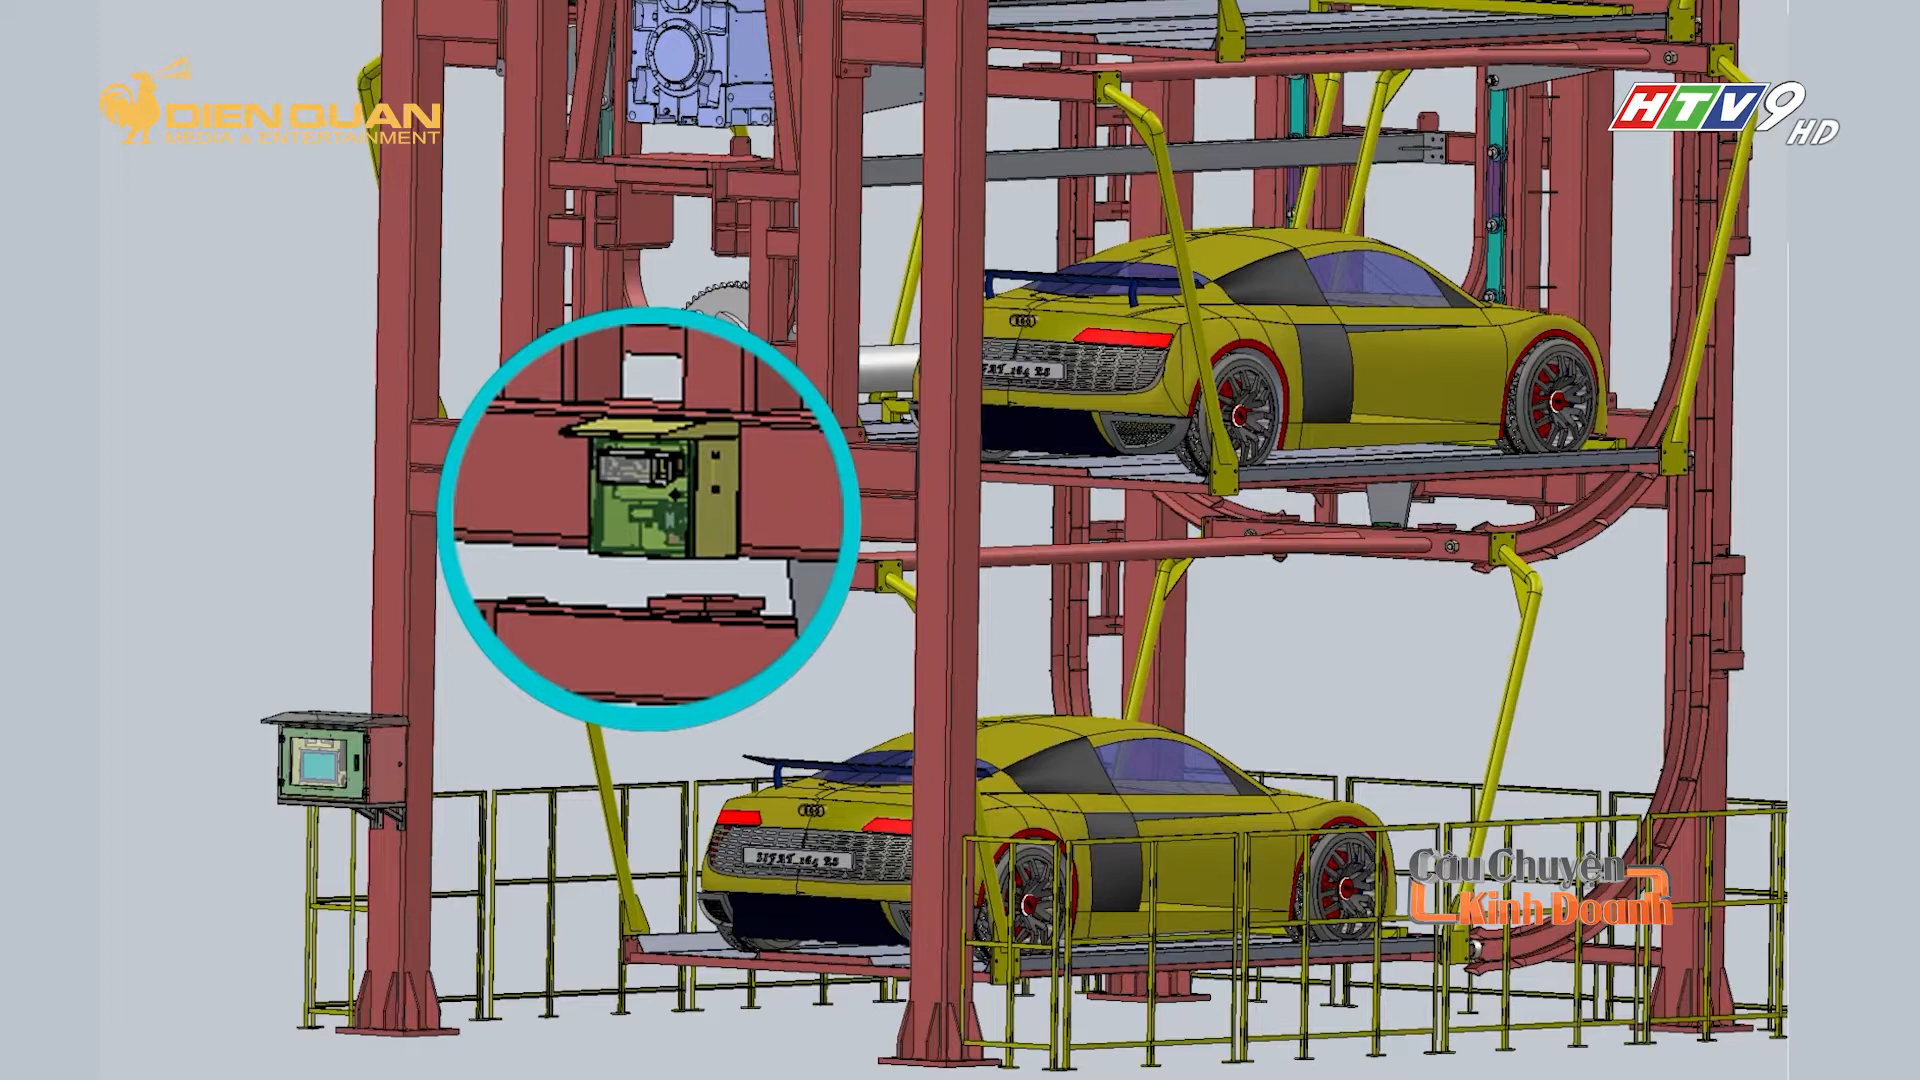 DIEN QUAN
MEDIA & ENTERTAINMENT
HTV9
HD
Câu Chuyện
Kinh Doanh